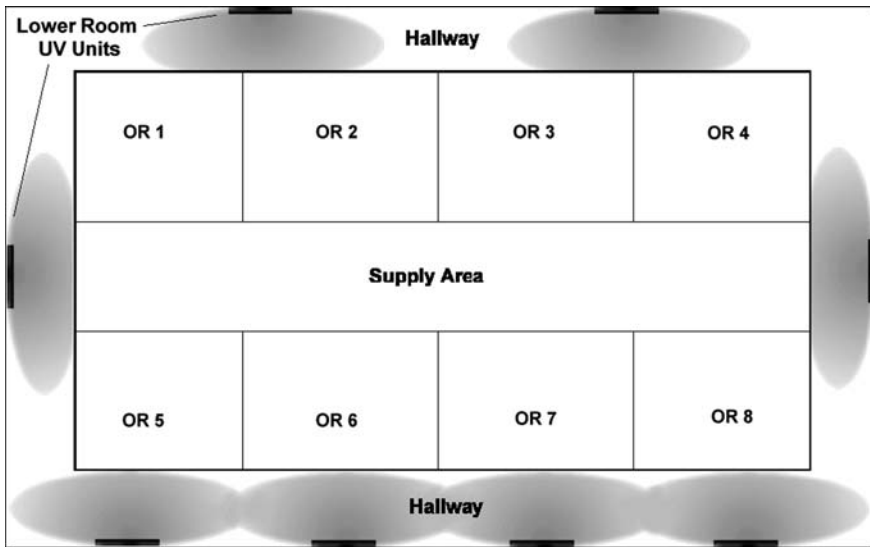 Lower Room
UV Units
Hallway
OR 1
OR 2
OR 3
OR 4
Supply Area
OR 5
OR 6
OR 7
OR 8
Hallway